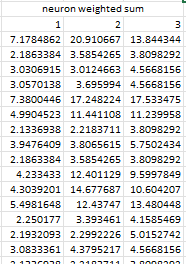 neuron weighted sum
1 2 3
7.1784862 20.910667 13.844344
2.1863384 3.5854265 3.8098292
3.0306915 3.0124663 4.5668156
3.0570138 3.695994 4.5668156
7.3800446 17.248224 17.533475
4.9904523 11.441108 11.239958
2.1336938 2.2183711 3.8098292
3.9476409 3.8065615 5.7502434
2.1863384 3.5854265 3.8098292
4.233433 12.401129 9.5997849
4.3039201 14.677687 10.604207
5.4981648 12.43747 13.480448
2.250177 3.393461 4.1585469
2.1932093 2.2992226 5.0152742
3.0833361 4.3795217 4.5668156